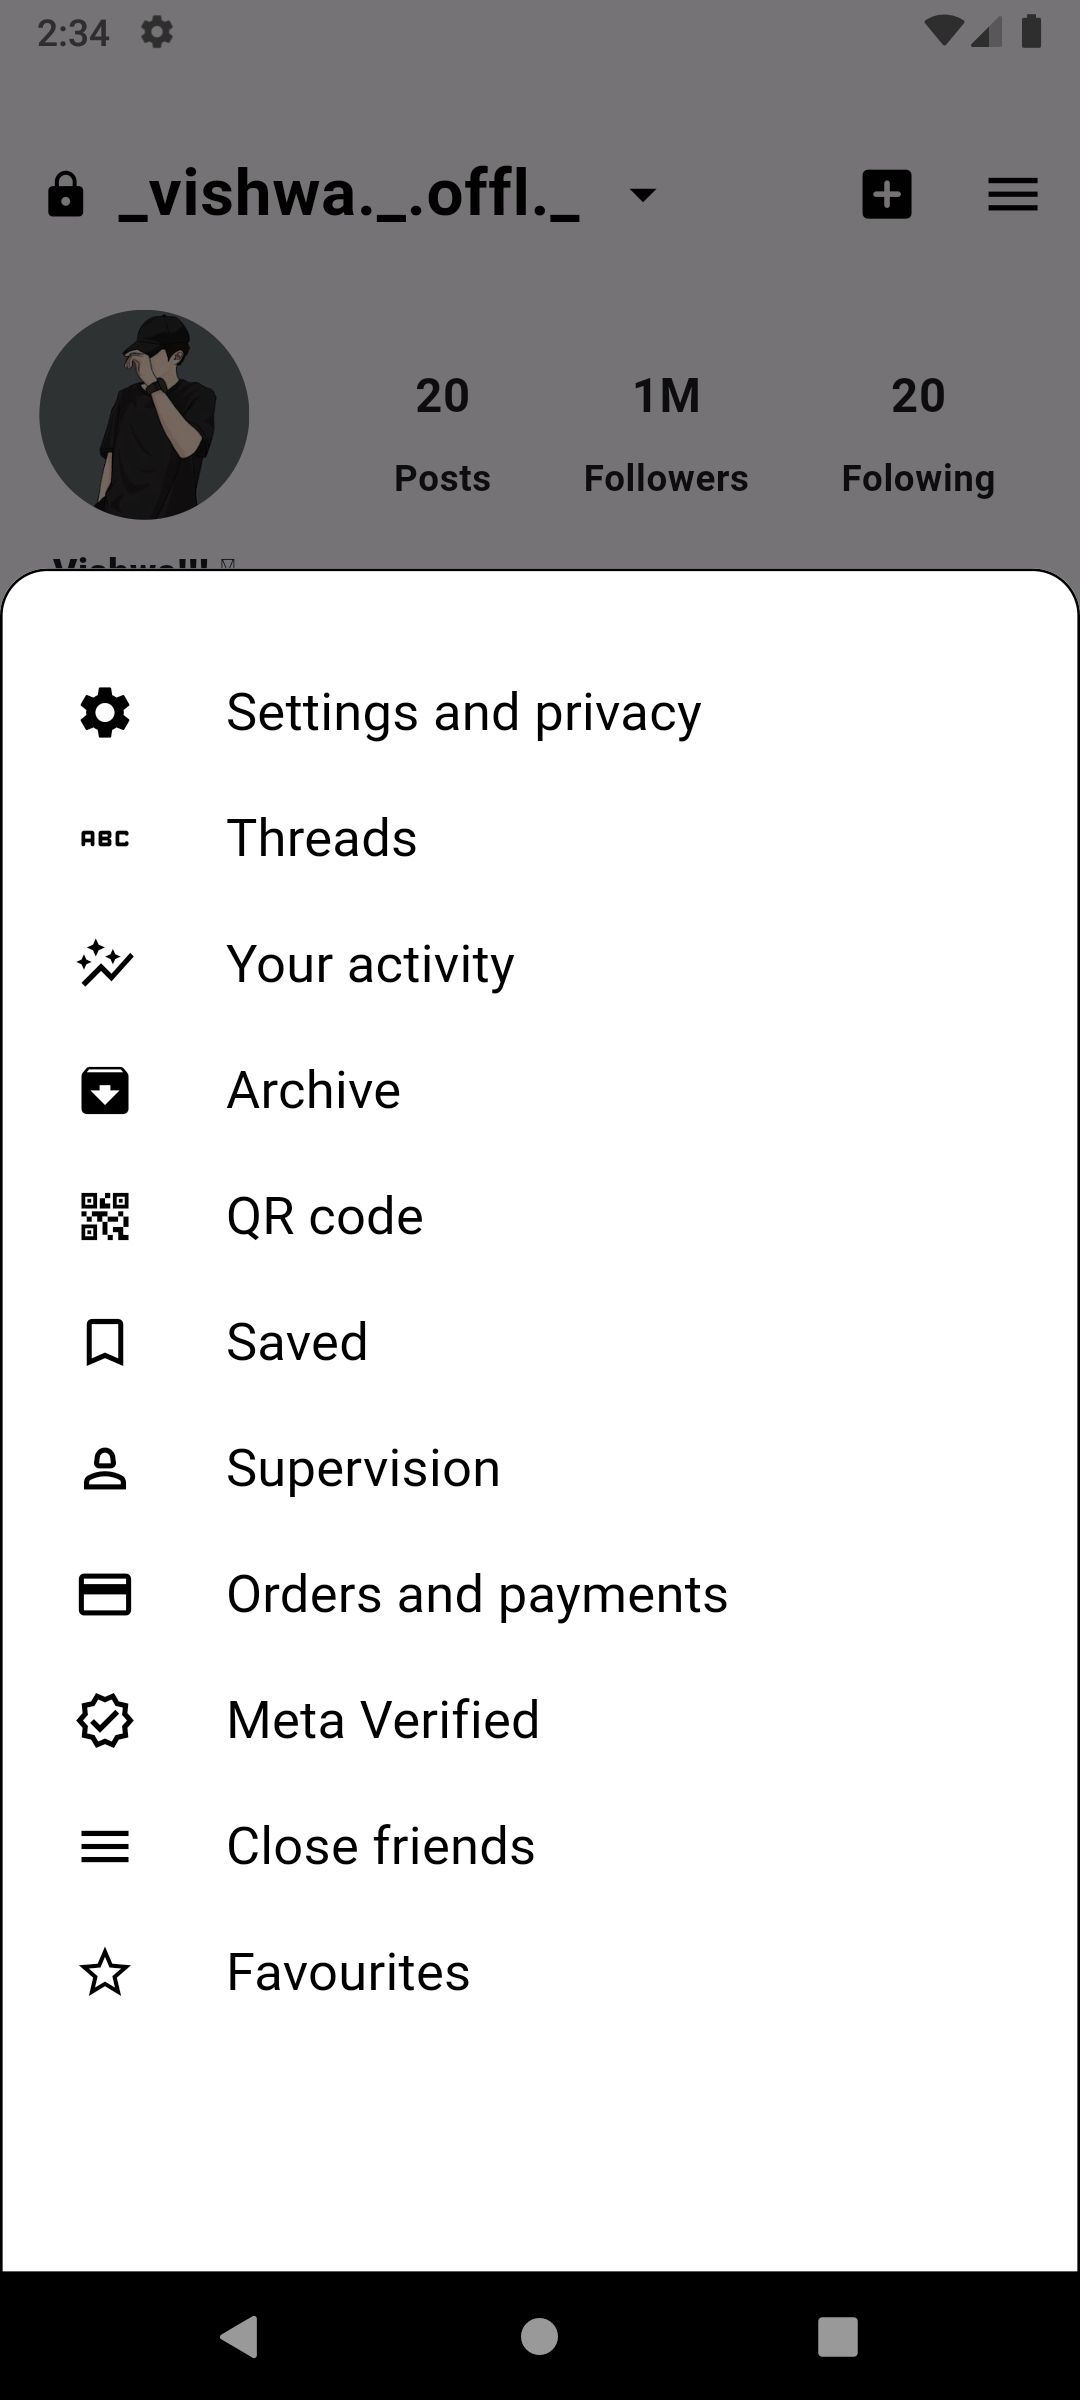 2:34
_vishwa._.offl._
20
1M
20
Posts
Followers
Folowing
Vishwa!!!
Settings and privacy
ABC
Threads
Your activity
Archive
QR code
Saved
Supervision
Orders and payments
Meta Verified
Close friends
Favourites